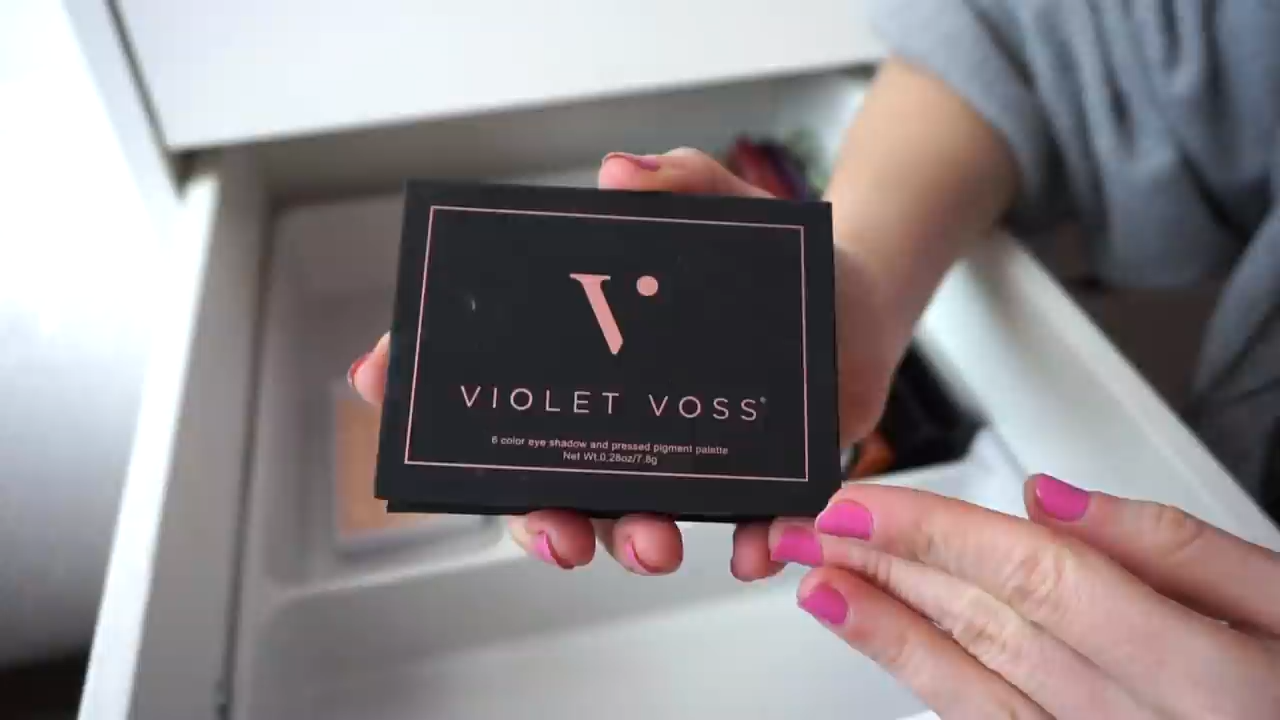 VIOLET VOSS®
6 color eye shadow and pressed pigment palette
Net Wt.0.28oz/7.8g